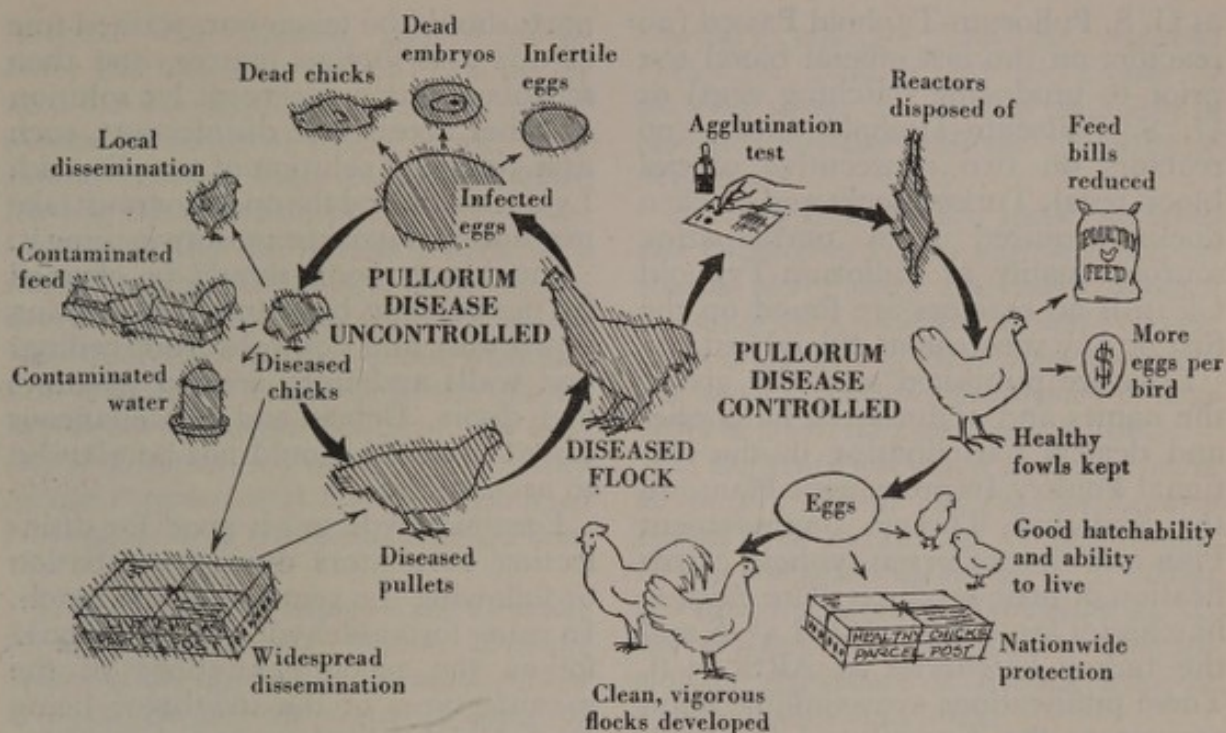 Dead
embryos
Infertile
eggs
Dead chicks
Local
dissemination
Infected
eggs
Contaminated
feed
PULLORUM
DISEASE
UNCONTROLLED
Diseased
chicks
Contaminated
water
DISEASED
FLOCK
Diseased
pullets
Widespread
dissemination
Agglutination
test
Reactors
disposed of
Feed
bills
reduced
POULTRY
FEED
PULLORUM
DISEASE
CONTROLLED
$
More
eggs per
bird
Healthy
fowls kept
Eggs
Good hatchability
and ability
to live
HEALTHY CHICKS
PARCEL POST
Nationwide
protection
Clean, vigorous
flocks developed